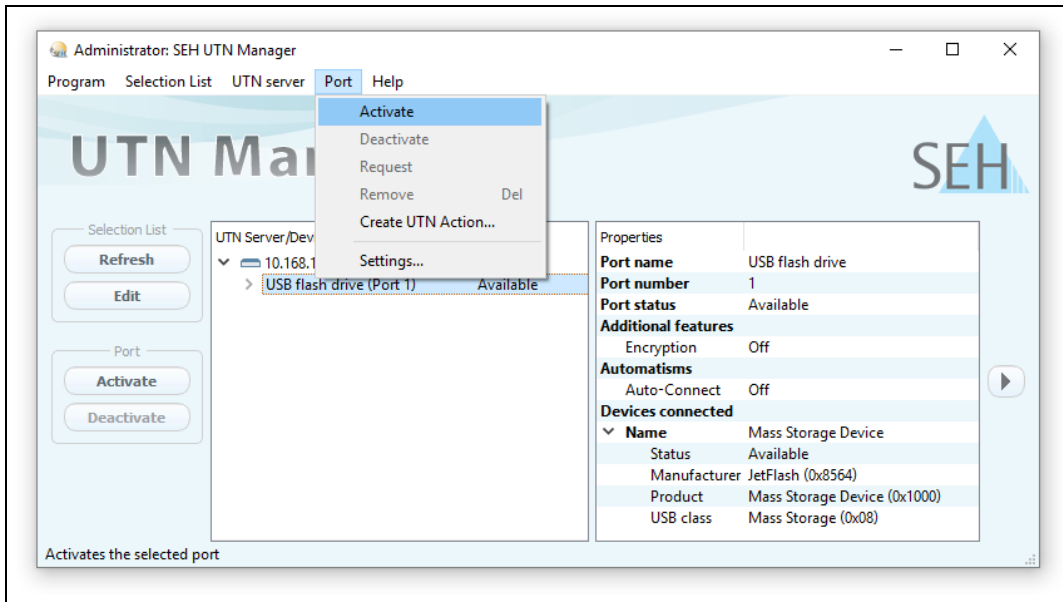 Administrator: SEH UTN Manager
Program Selection List UTN server Port Help
Activate
Deactivate
Request
Remove Del
Create UTN Action...
Settings...
UTN
SEH
Selection List
Refresh
Edit
Port
Activate
Deactivate
10.168.1
USB flash drive (Port 1) Available
Properties
Port name USB flash drive
Port number 1
Port status Available
Additional features
Encryption Off
Automatisms
Auto-Connect Off
Devices connected
Name Mass Storage Device
Status Available
Manufacturer JetFlash (0x8564)
Product Mass Storage Device (0x1000)
USB class Mass Storage (0x08)
Activates the selected port